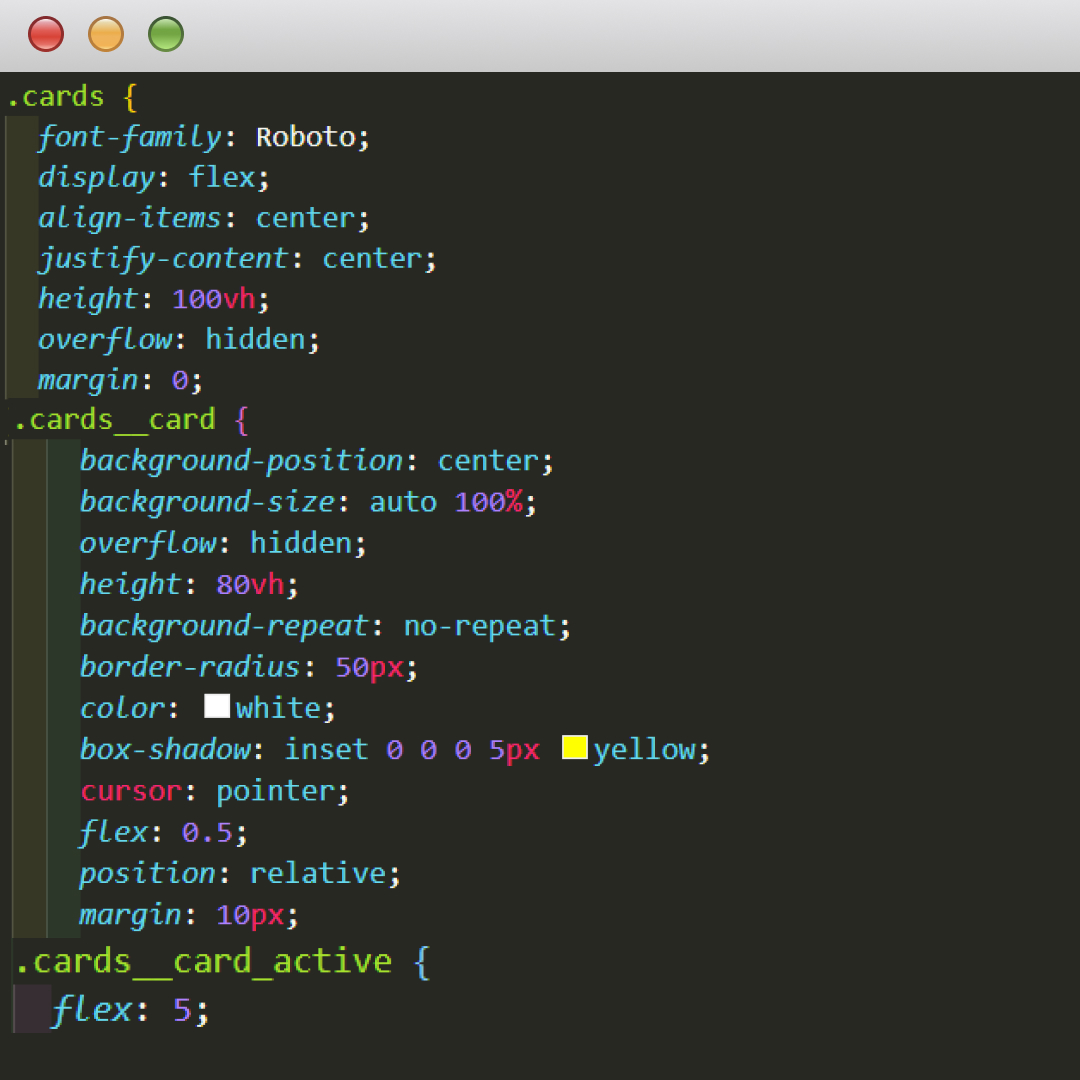 .cards {
font-family: Roboto;
display: flex;
align-items: center;
justify-content: center;
height: 100vh;
overflow: hidden;
margin: 0;
.cards__card {
background-position: center;
background-size: auto 100%;
overflow: hidden;
height: 80vh;
background-repeat: no-repeat;
border-radius: 50px;
color: white;
box-shadow: inset 0 0 0 5px yellow;
cursor: pointer;
flex: 0.5;
position: relative;
margin: 10px;
.cards__card_active {
flex: 5;